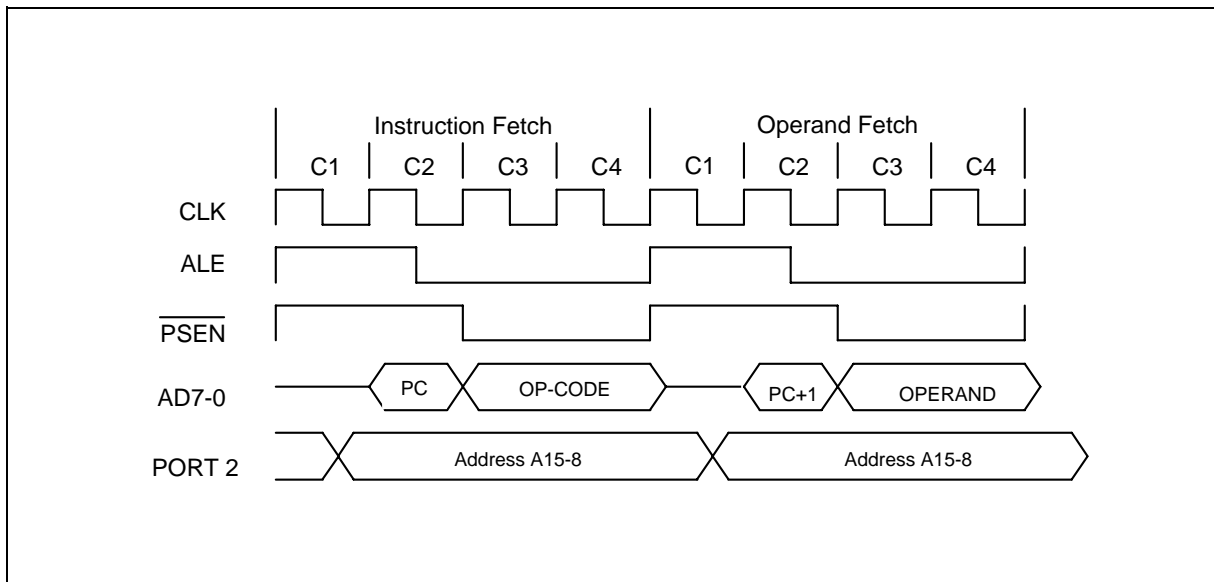 Instruction Fetch Operand Fetch
C1 C2 C3 C4 C1 C2 C3 C4
CLK
ALE
PSEN
AD7-0 PC OP-CODE PC+1 OPERAND
PORT 2 Address A15-8 Address A15-8